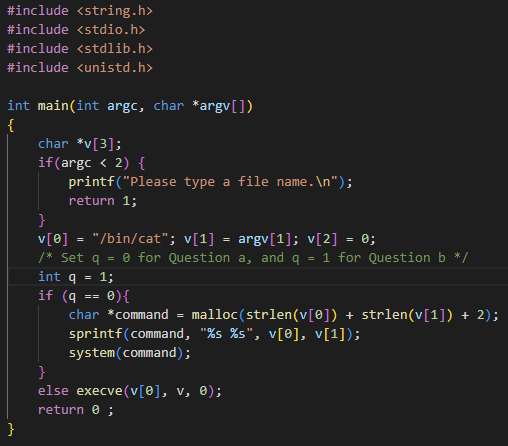 #include <string.h>
#include <stdio.h>
#include <stdlib.h>
#include <unistd.h>

int main(int argc, char *argv[])
{
    char *v[3];
    if(argc < 2) {
        printf("Please type a file name.\n");
        return 1;
    }
    v[0] = "/bin/cat"; v[1] = argv[1]; v[2] = 0;
    /* Set q = 0 for Question a, and q = 1 for Question b */
    int q = 1;
    if (q == 0){
        char *command = malloc(strlen(v[0]) + strlen(v[1]) + 2);
        sprintf(command, "%s %s", v[0], v[1]);
        system(command);
    }
    else execve(v[0], v, 0);
    return 0 ;
}